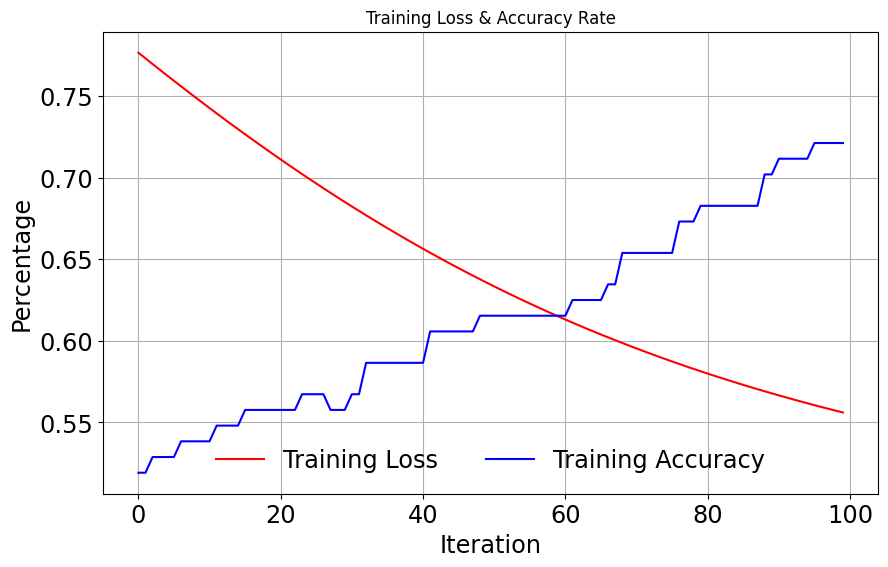 Training Loss & Accuracy Rate
0.75
0.70
0.65
0.60
0.55
Percentage
Training Loss
Training Accuracy
0 20 40 60 80 100
Iteration